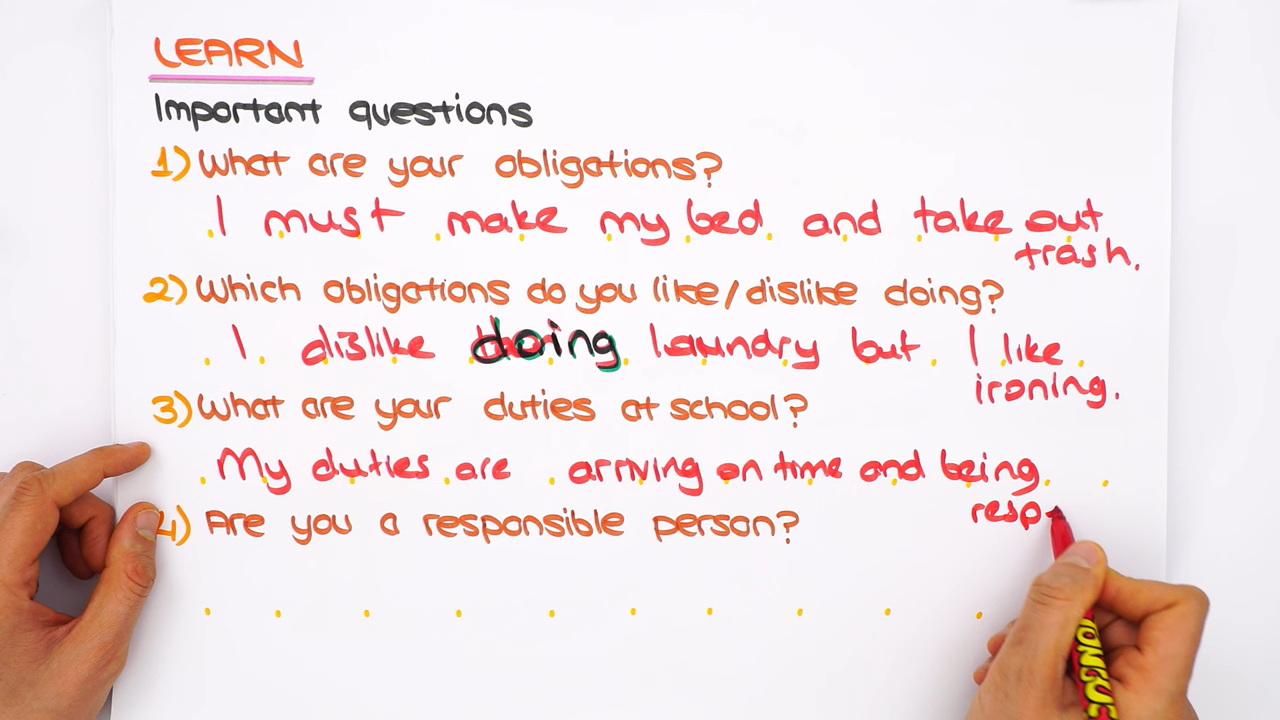 LEARN
Important questions
1) What are your obligations?
I must make my bed and take out
trash.
2) Which obligations do you like/dislike doing?
I dislike doing laundry but I like
ironing.
3) What are your duties at school?
My duties are arriving on time and being
resp
4) Are you a responsible person?